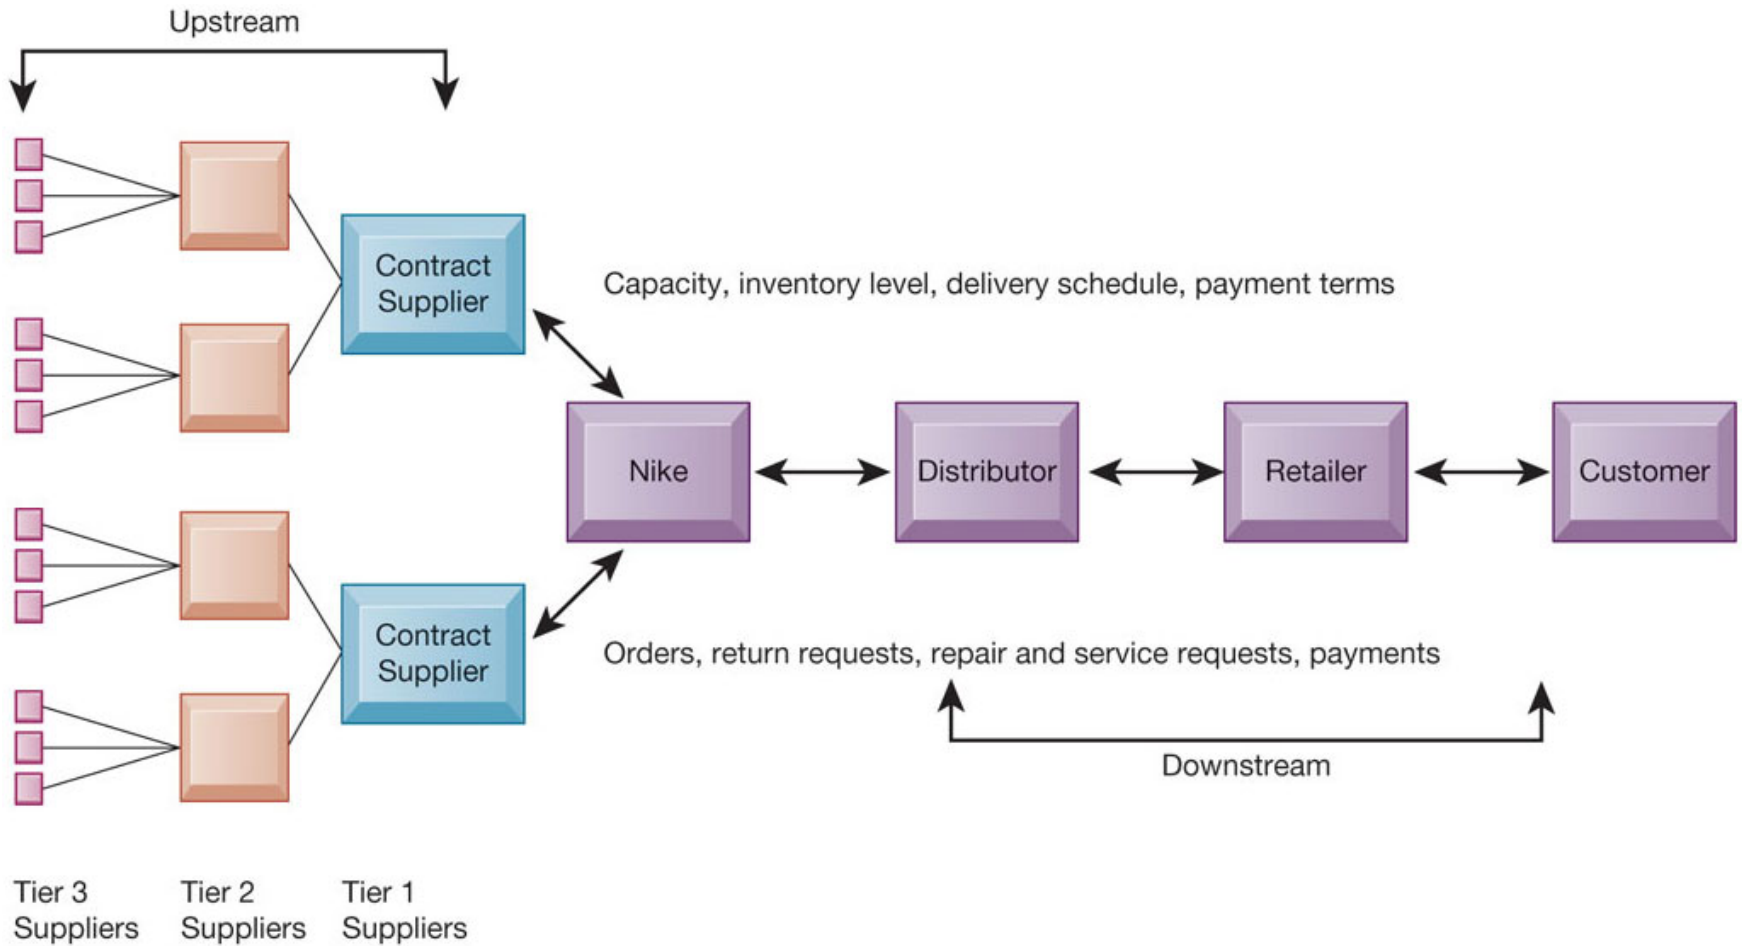 Upstream
Contract
Supplier
Capacity, inventory level, delivery schedule, payment terms
Nike
Distributor
Retailer
Customer
Contract
Supplier
Orders, return requests, repair and service requests, payments
Downstream
Tier 3
Suppliers
Tier 2
Suppliers
Tier 1
Suppliers